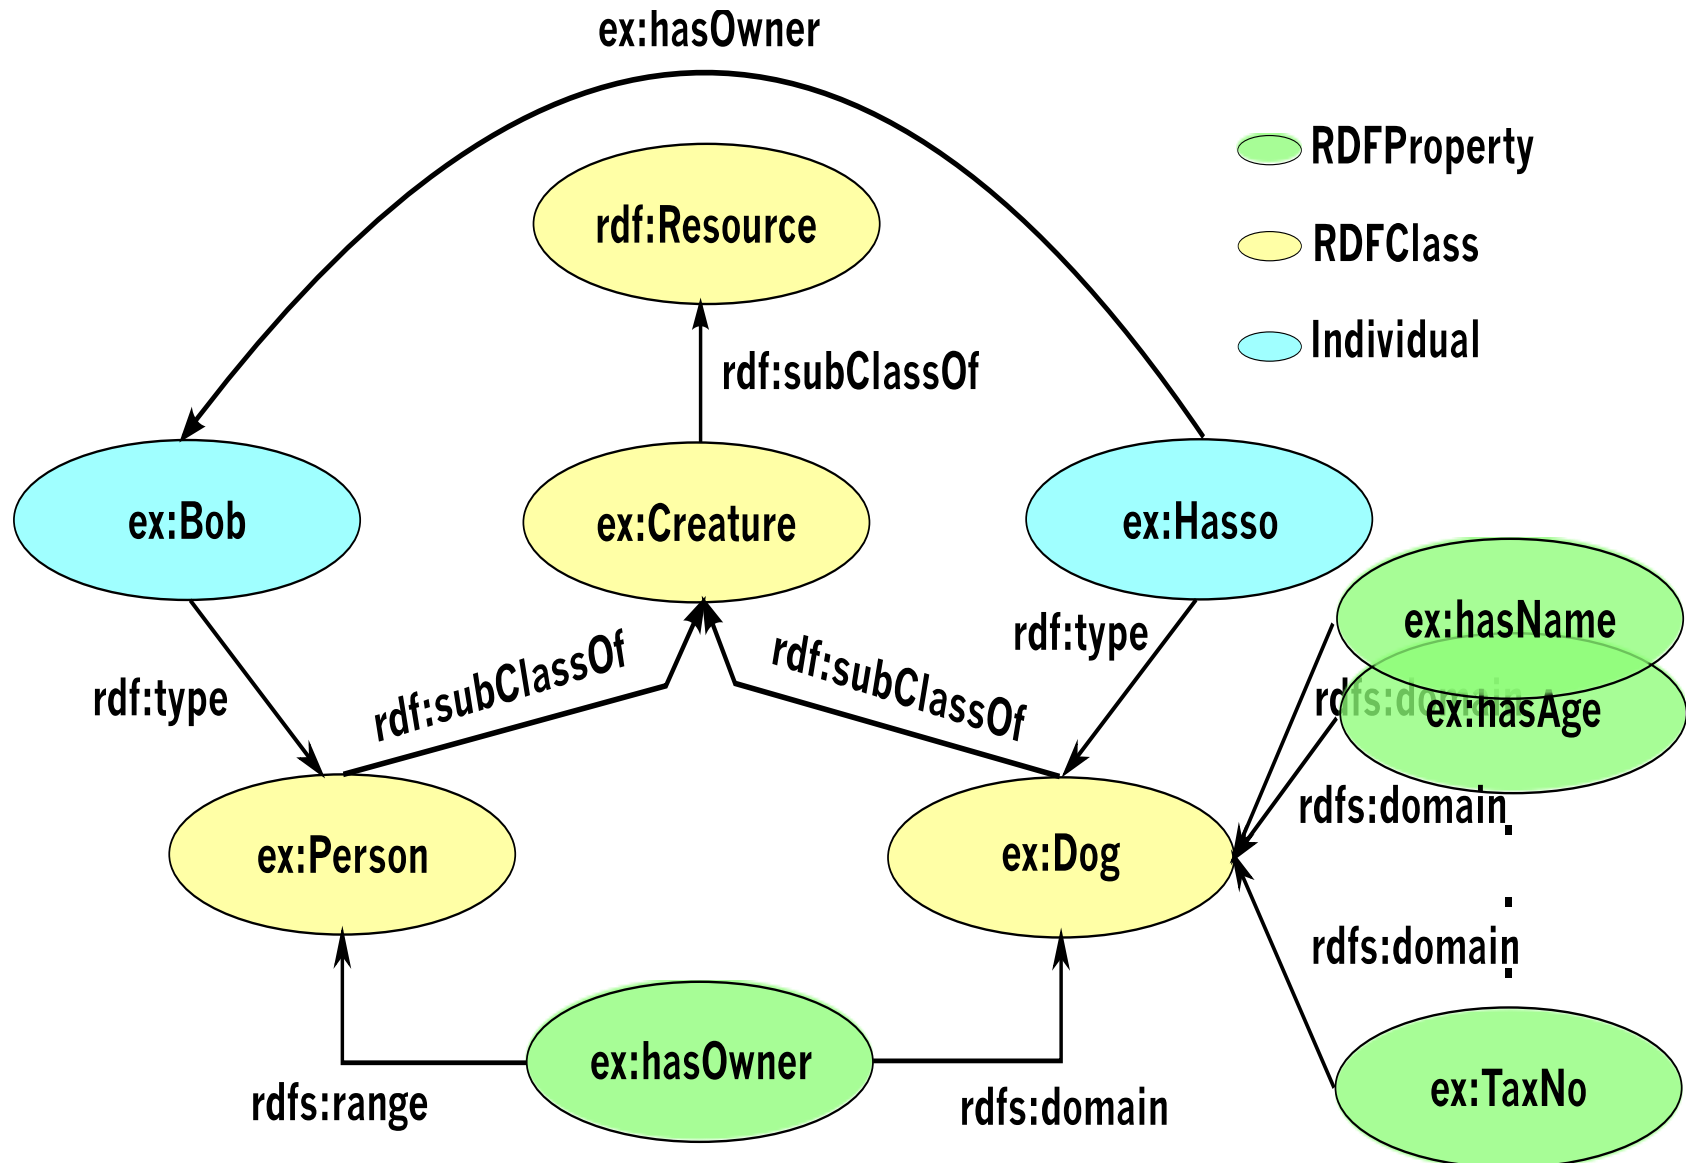 ex:hasOwner
RDFProperty
rdf:Resource
RDFClass
Individual
rdf:subClassOf
ex:Bob
ex:Creature
ex:Hasso
ex:hasName
rdf:type
rdf:subClassOf
rdf:subClassOf
rdf:type
rdfs:domain
ex:hasAge
rdfs:domain
ex:Person
ex:Dog
rdfs:domain
ex:hasOwner
rdfs:range
rdfs:domain
ex:TaxNo